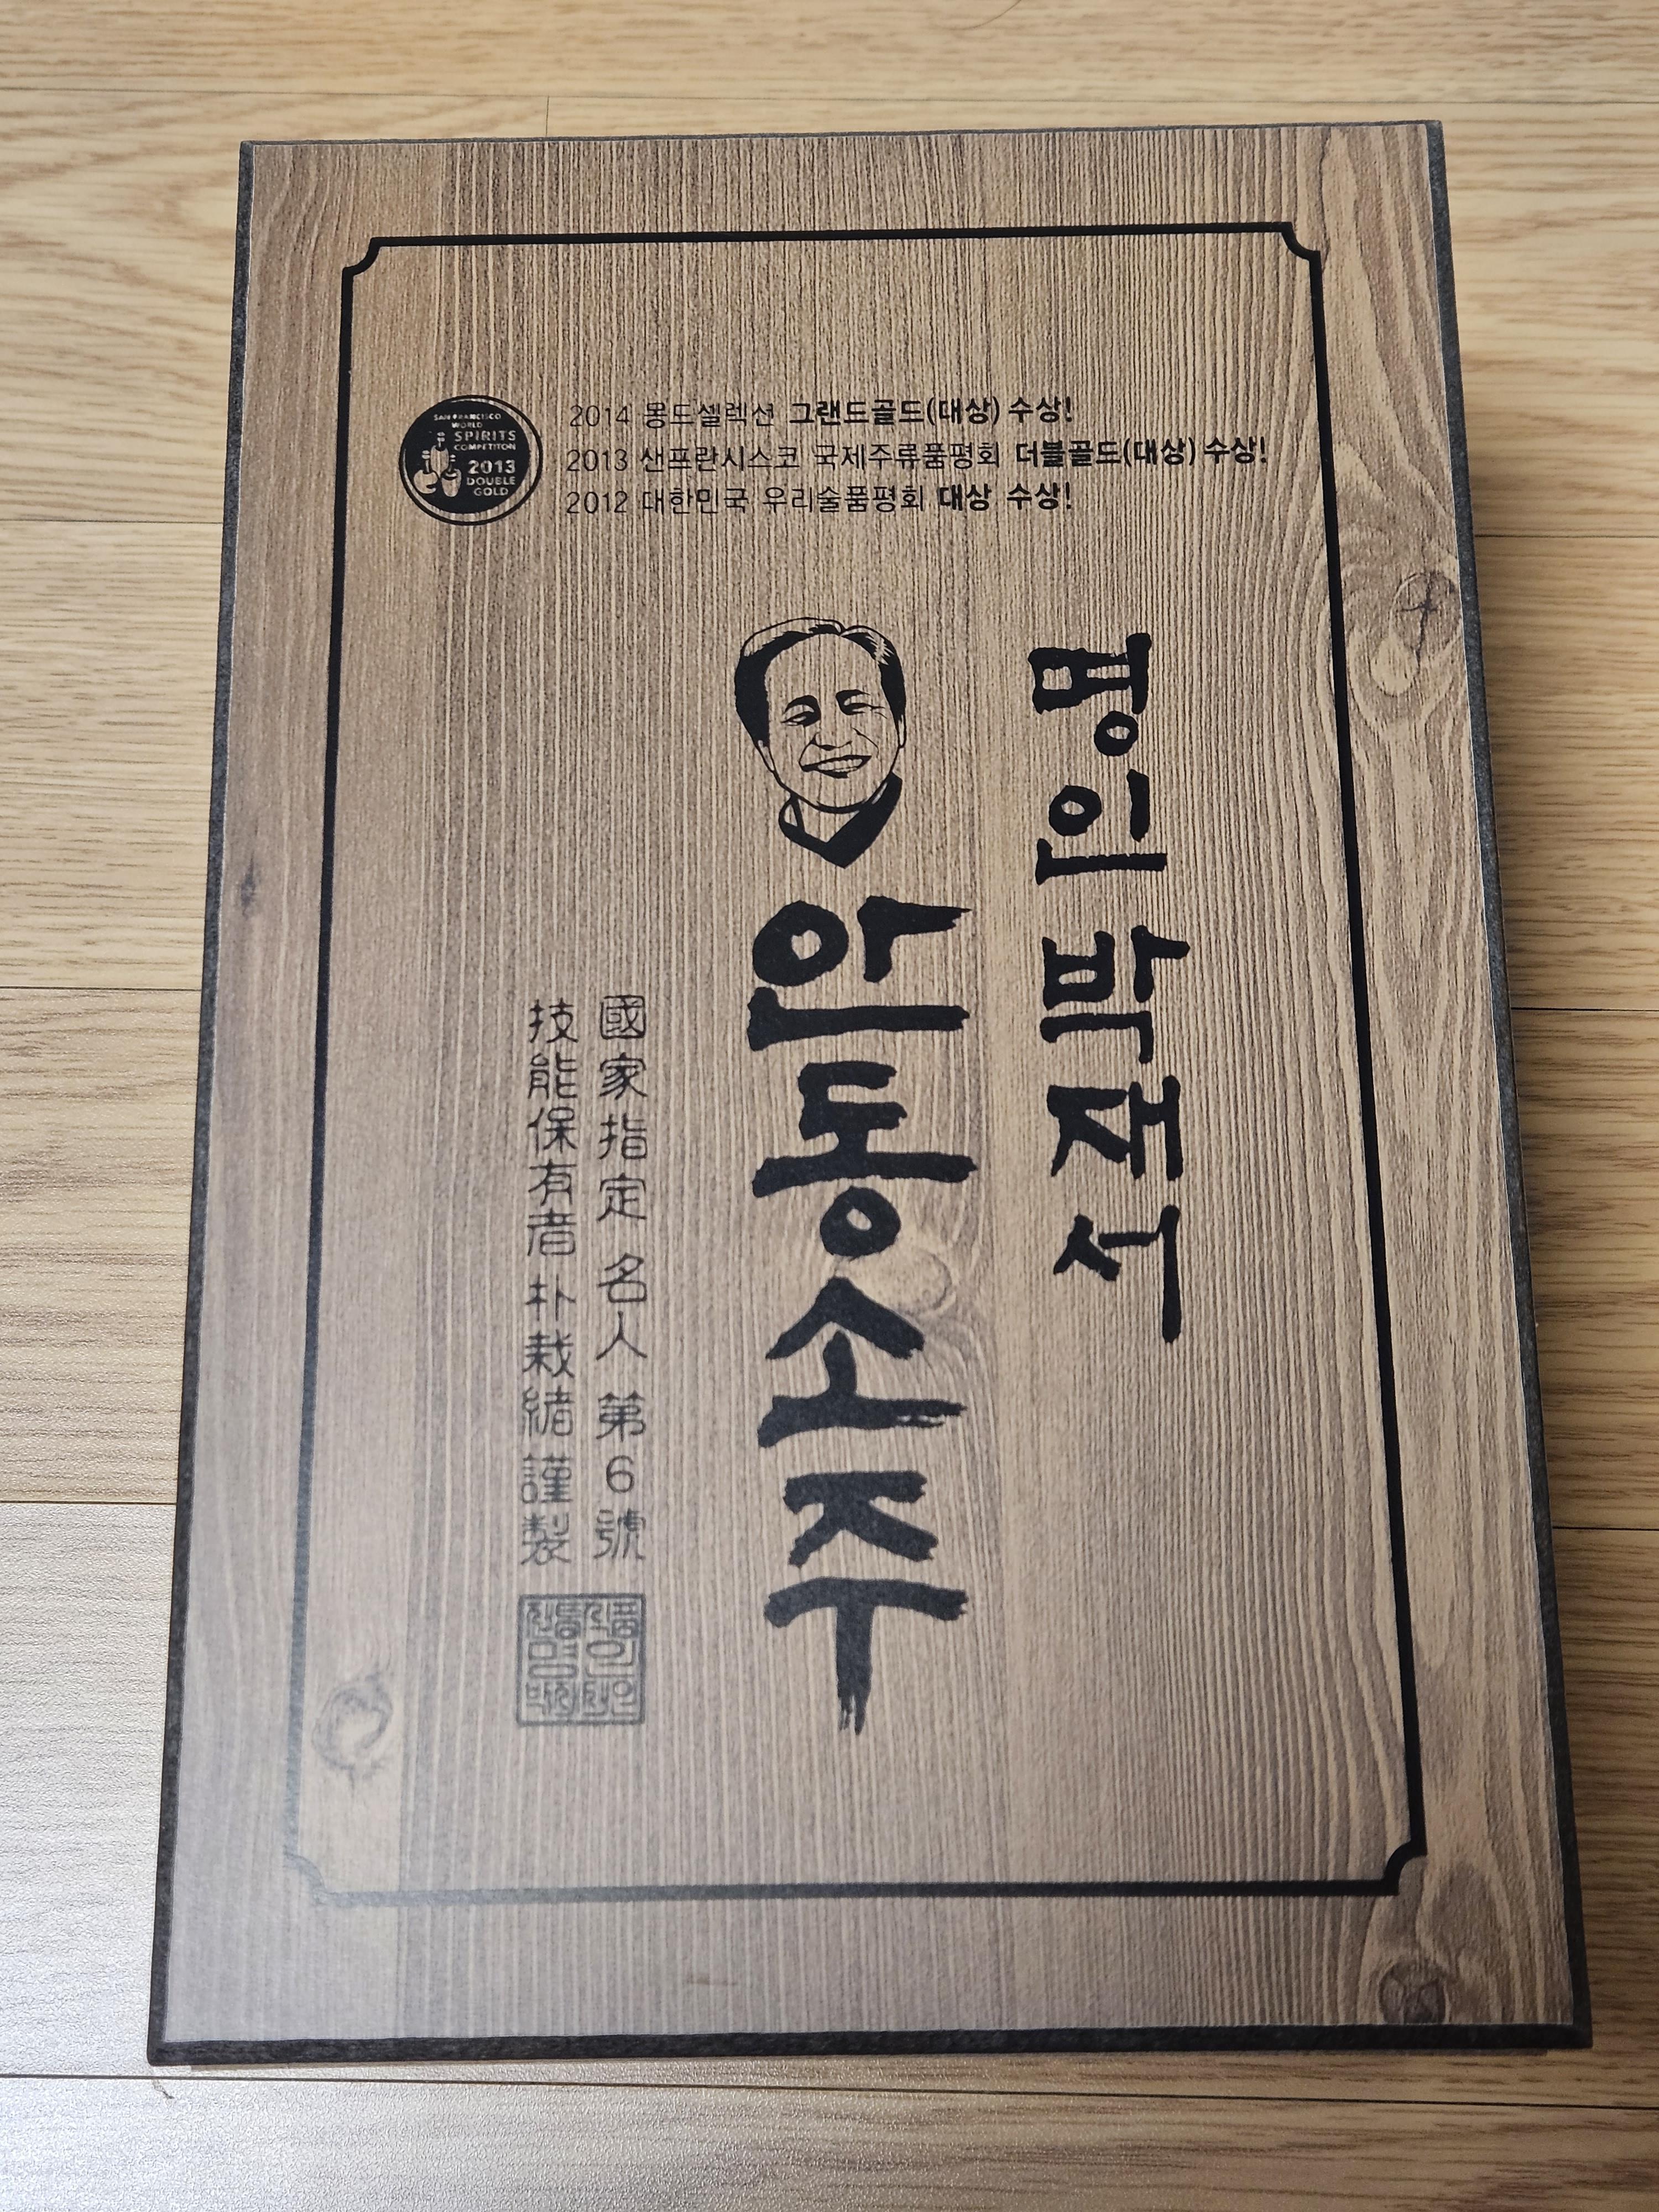 SAN FRANCISCO
WORLD
SPIRITS
COMPETITION
2013
DOUBLE
GOLD
2014 몽드셀렉션 그랜드골드(대상) 수상!
2013 샌프란시스코 국제주류품평회 더블골드(대상) 수상!
2012 대한민국 우리술품평회 대상 수상!
명인박재서
안동소주
國家指定 名人 第6號
技能保有者 朴栽緖 謹製